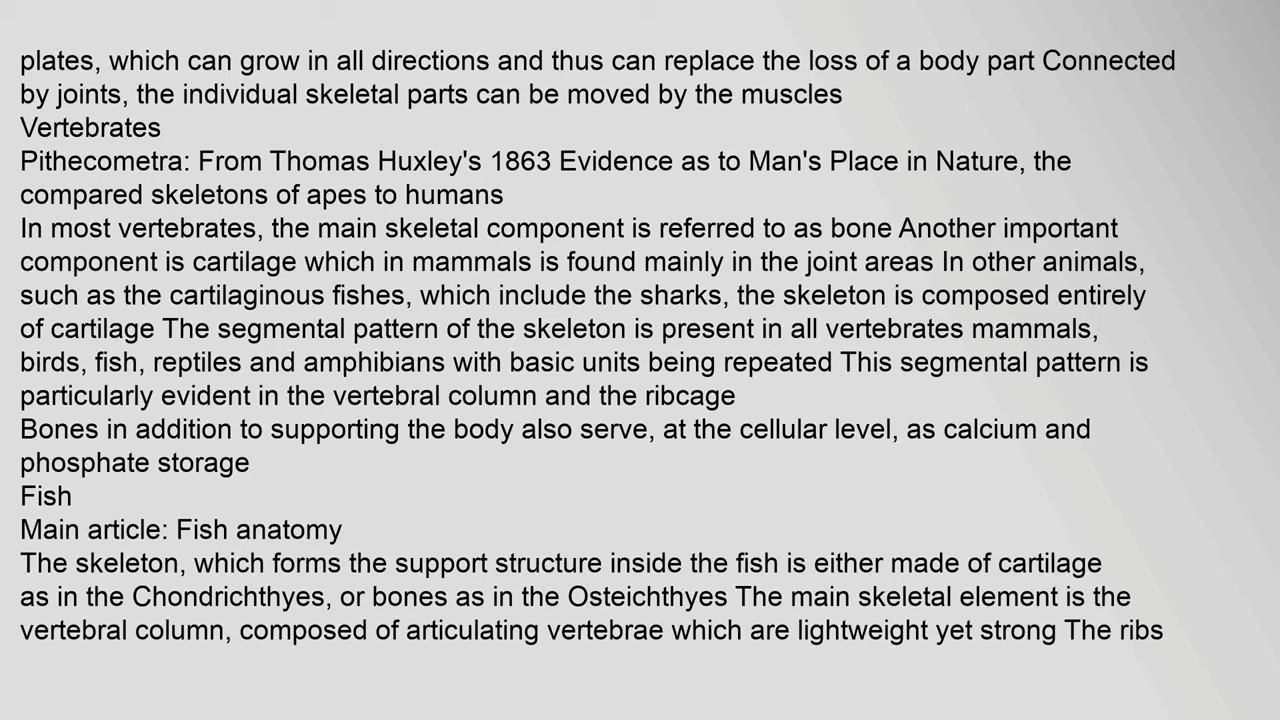 plates, which can grow in all directions and thus can replace the loss of a body part Connected
by joints, the individual skeletal parts can be moved by the muscles
Vertebrates
Pithecometra: From Thomas Huxley's 1863 Evidence as to Man's Place in Nature, the
compared skeletons of apes to humans
In most vertebrates, the main skeletal component is referred to as bone Another important
component is cartilage which in mammals is found mainly in the joint areas In other animals,
such as the cartilaginous fishes, which include the sharks, the skeleton is composed entirely
of cartilage The segmental pattern of the skeleton is present in all vertebrates mammals,
birds, fish, reptiles and amphibians with basic units being repeated This segmental pattern is
particularly evident in the vertebral column and the ribcage
Bones in addition to supporting the body also serve, at the cellular level, as calcium and
phosphate storage
Fish
Main article: Fish anatomy
The skeleton, which forms the support structure inside the fish is either made of cartilage
as in the Chondrichthyes, or bones as in the Osteichthyes The main skeletal element is the
vertebral column, composed of articulating vertebrae which are lightweight yet strong The ribs